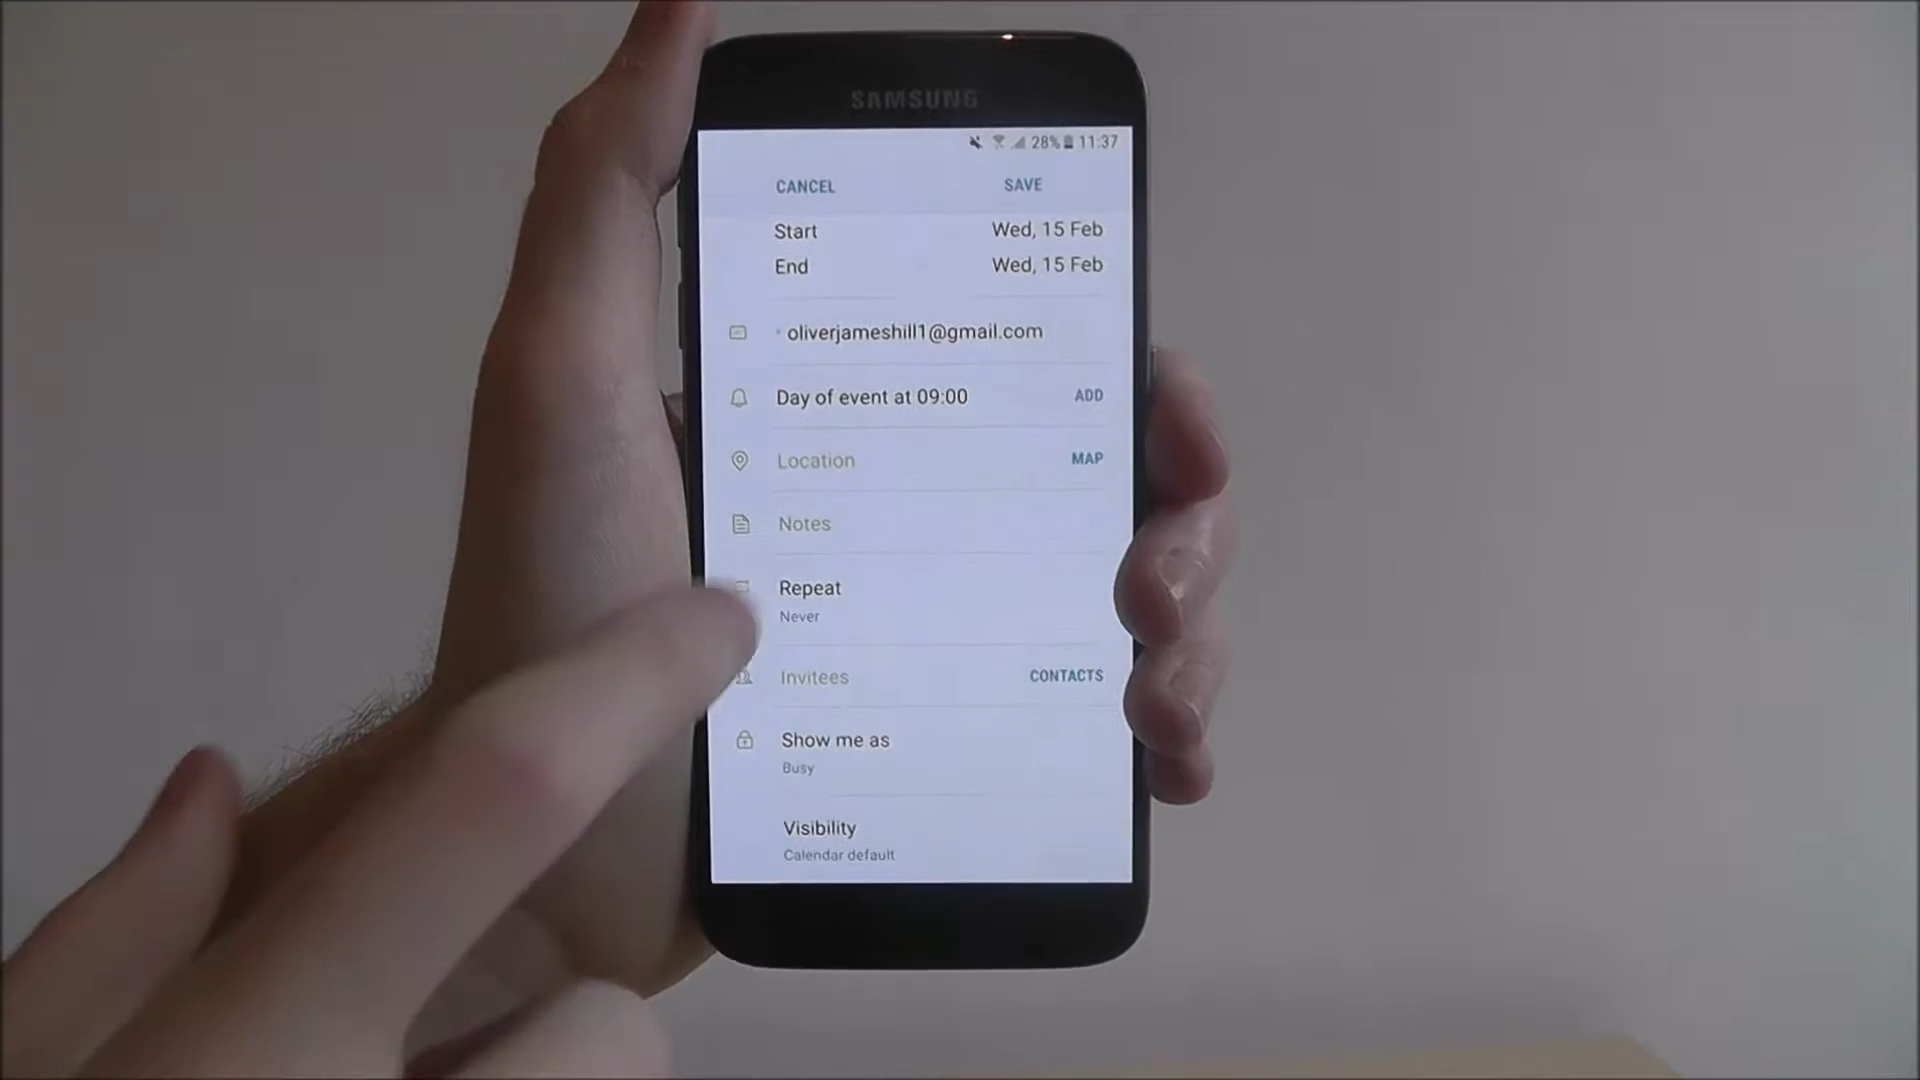 SAMSUNG
28% 11:37
CANCEL SAVE
Start Wed, 15 Feb
End Wed, 15 Feb
oliverjameshill1@gmail.com
Day of event at 09:00 ADD
Location MAP
Notes
Repeat
Never
Invitees CONTACTS
Show me as
Busy
Visibility
Calendar default